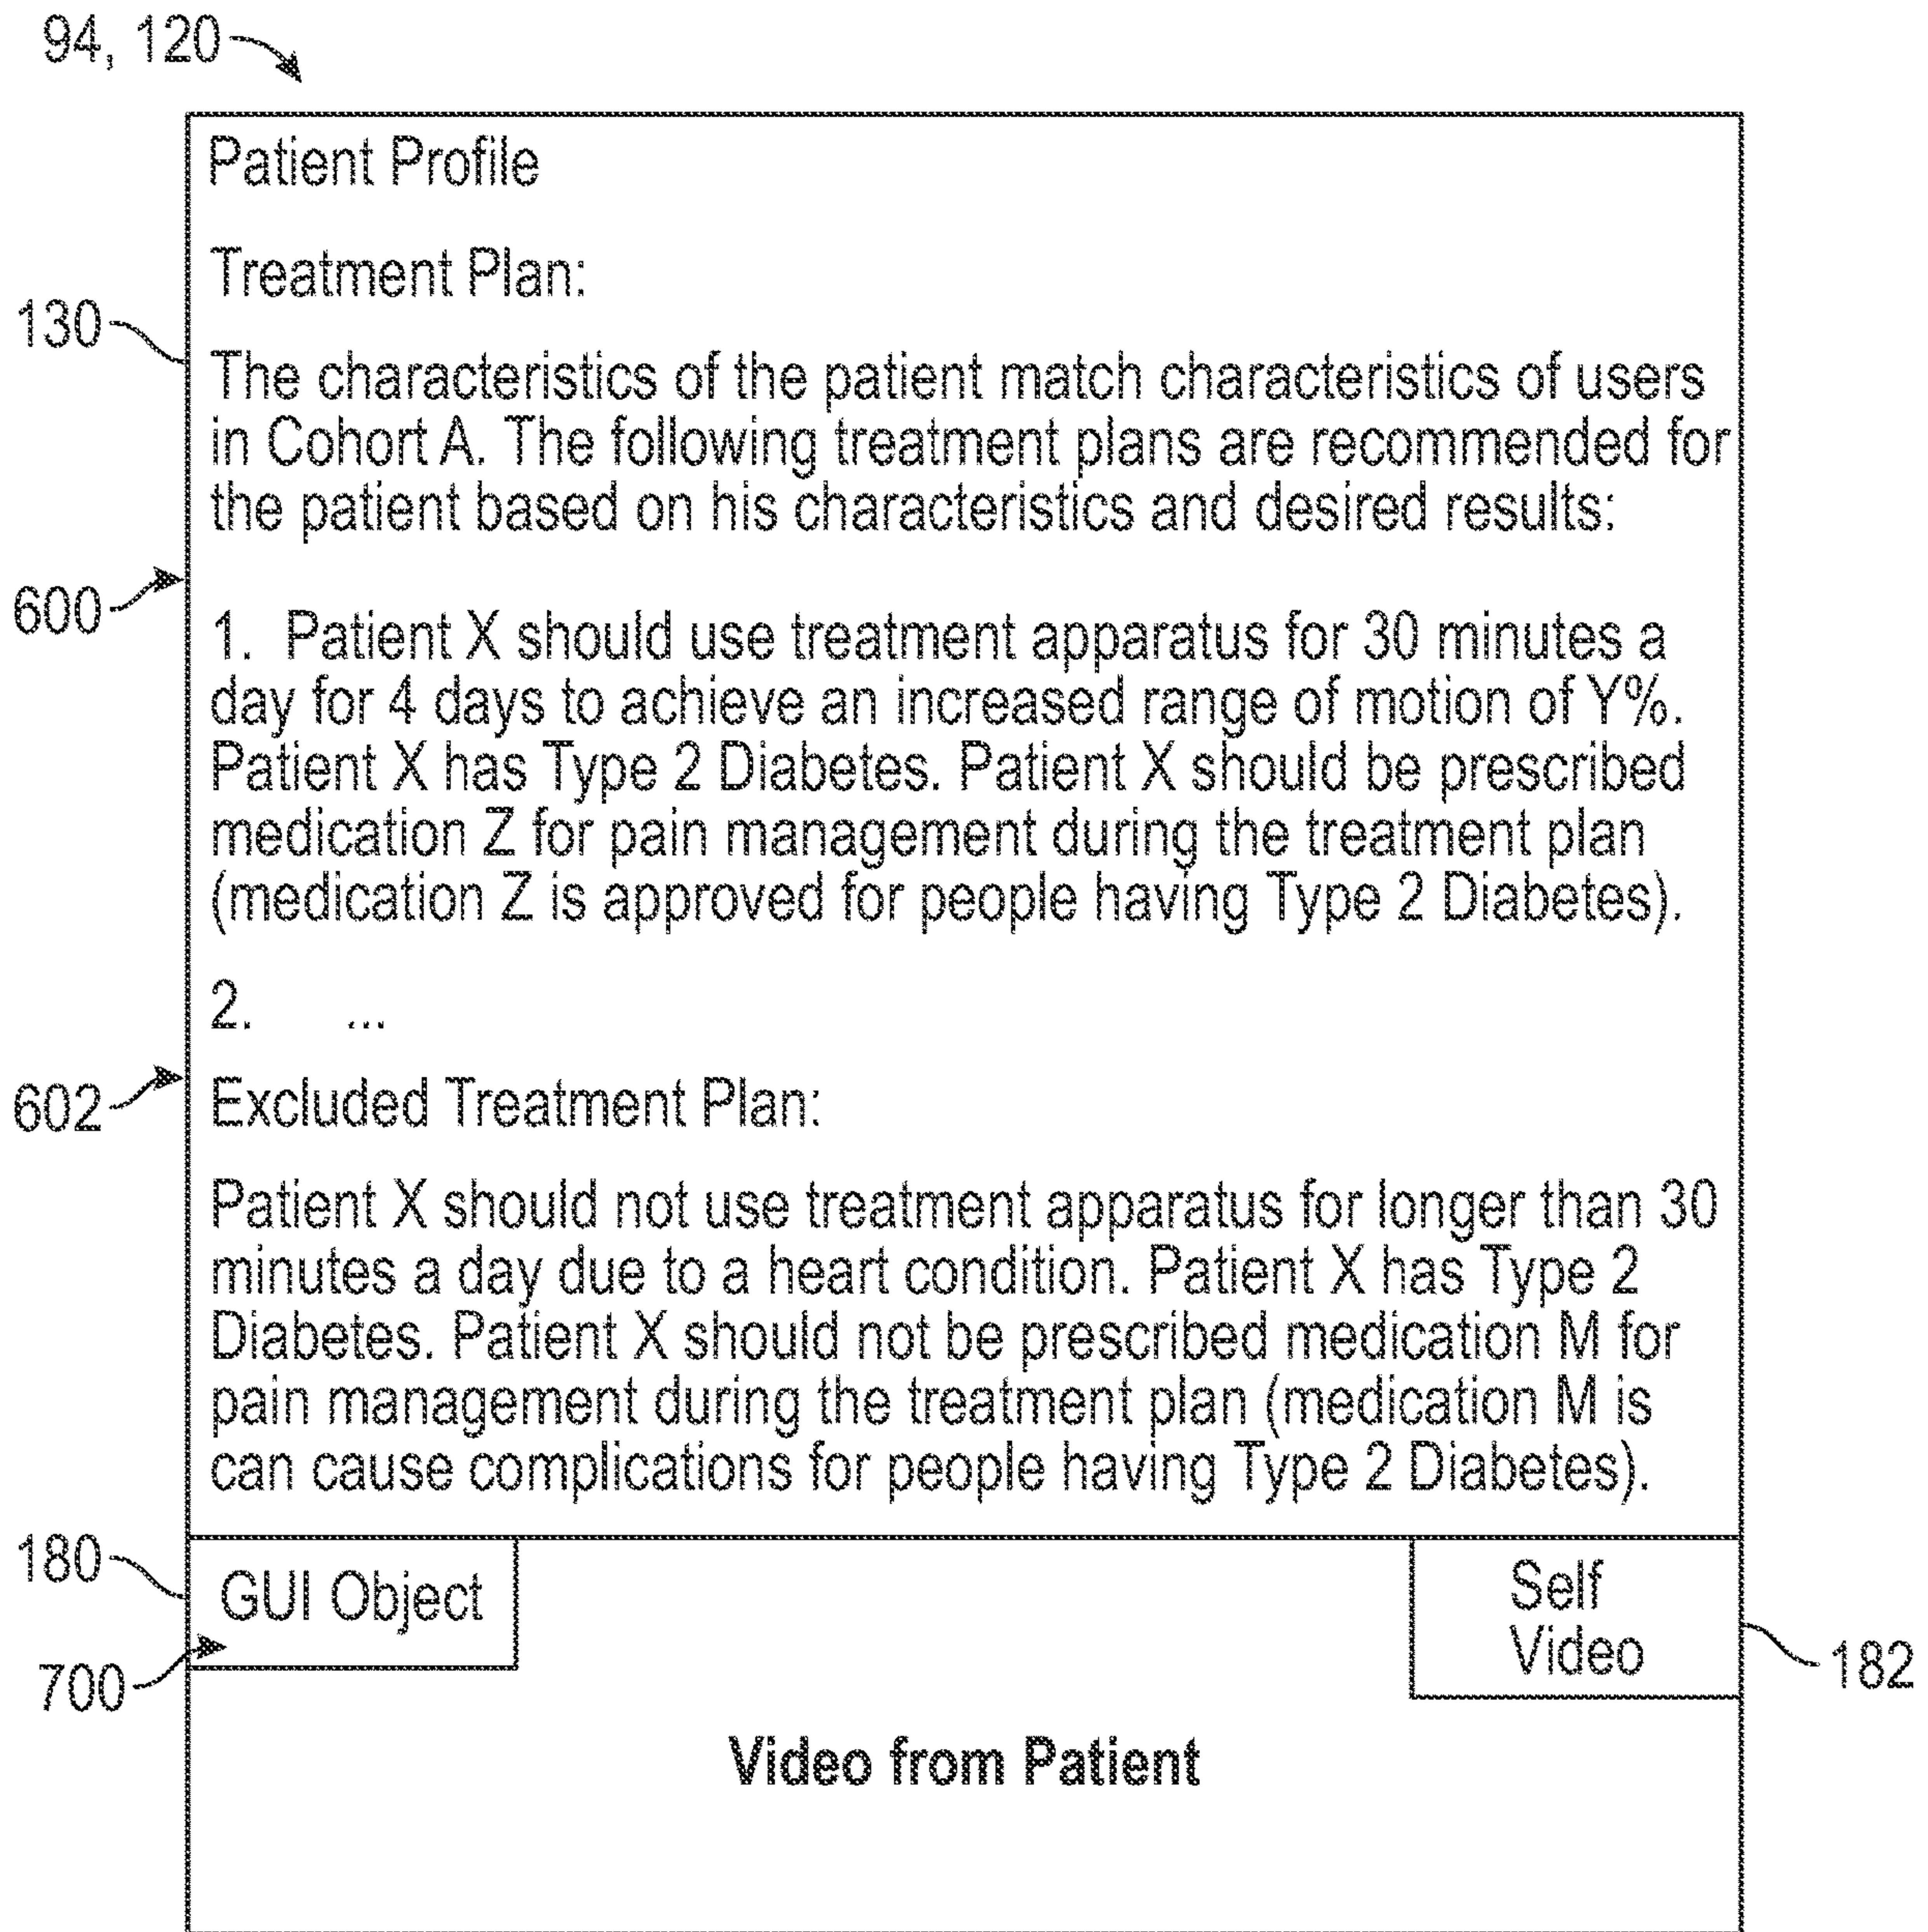 94, 120
Patient Profile
Treatment Plan:
130
The characteristics of the patient match characteristics of users
in Cohort A. The following treatment plans are recommended for
the patient based on his characteristics and desired results:
600
1. Patient X should use treatment apparatus for 30 minutes a
day for 4 days to achieve an increased range of motion of Y%.
Patient X has Type 2 Diabetes. Patient X should be prescribed
medication Z for pain management during the treatment plan
(medication Z is approved for people having Type 2 Diabetes).
2. ...
602
Excluded Treatment Plan:
Patient X should not use treatment apparatus for longer than 30
minutes a day due to a heart condition. Patient X has Type 2
Diabetes. Patient X should not be prescribed medication M for
pain management during the treatment plan (medication M is
can cause complications for people having Type 2 Diabetes).
180
GUI Object
700
Self
Video
182
Video from Patient